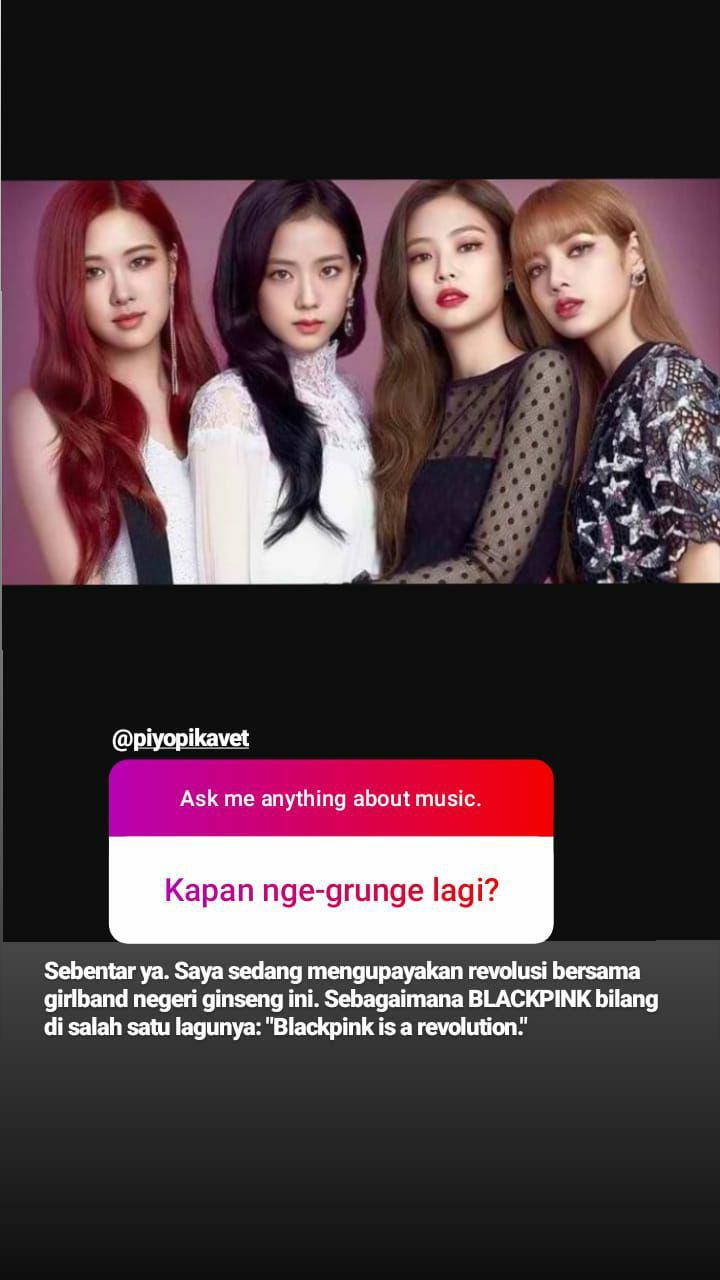 @piyopikavet
Ask me anything about music.
Kapan nge-grunge lagi?
Sebentar ya. Saya sedang mengupayakan revolusi bersama
girlband negeri ginseng ini. Sebagaimana BLACKPINK bilang
di salah satu lagunya: "Blackpink is a revolution."